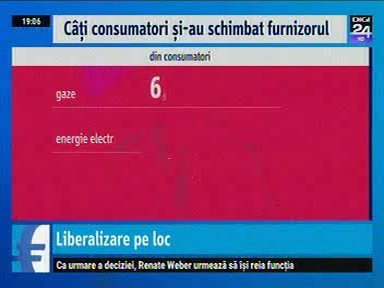 19:06
Câți consumatori și-au schimbat furnizorul
DIGI
24
HD
din consumatori
gaze 6
energie electr
Liberalizare pe loc
Ca urmare a deciziei, Renate Weber urmează să își reia funcția